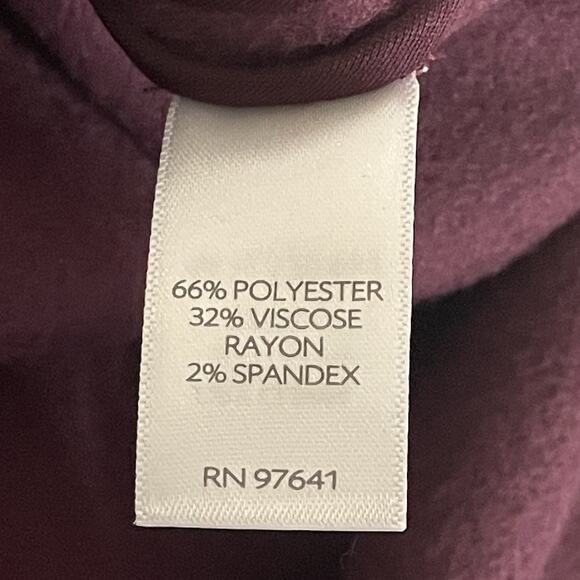 66% POLYESTER
32% VISCOSE
RAYON
2% SPANDEX
RN 97641